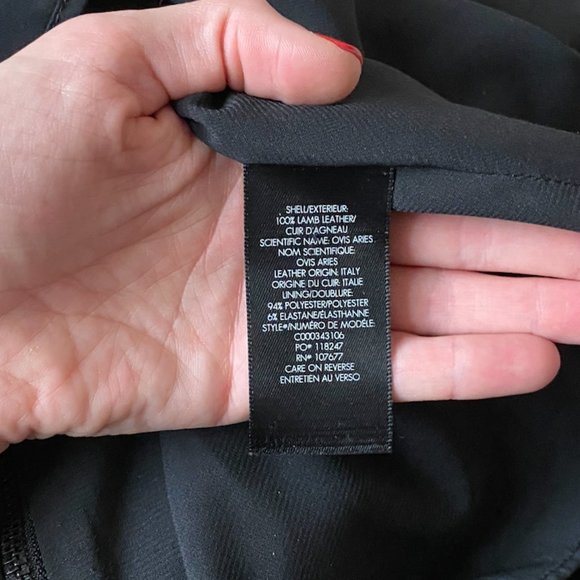 SHELL/EXTERIEUR:
100% LAMB LEATHER/
CUIR D'AGNEAU
SCIENTIFIC NAME: OVIS ARIES
NOM SCIENTIFIQUE:
OVIS ARIES
LEATHER ORIGIN: ITALY
ORIGINE DU CUIR: ITALIE
LINING/DOUBLURE:
94% POLYESTER/POLYESTER
6% ELASTANE/ÉLASTHANNE
STYLE#/NUMÉRO DE MODÈLE:
C000343106
PO# 118247
RN# 107677
CARE ON REVERSE
ENTRETIEN AU VERSO